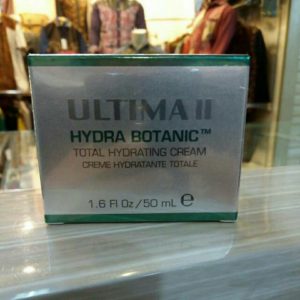 ULTIMA II
HYDRA BOTANIC™
TOTAL HYDRATING CREAM
CREME HYDRATANTE TOTALE
1.6 Fl Oz/50 mL ℮